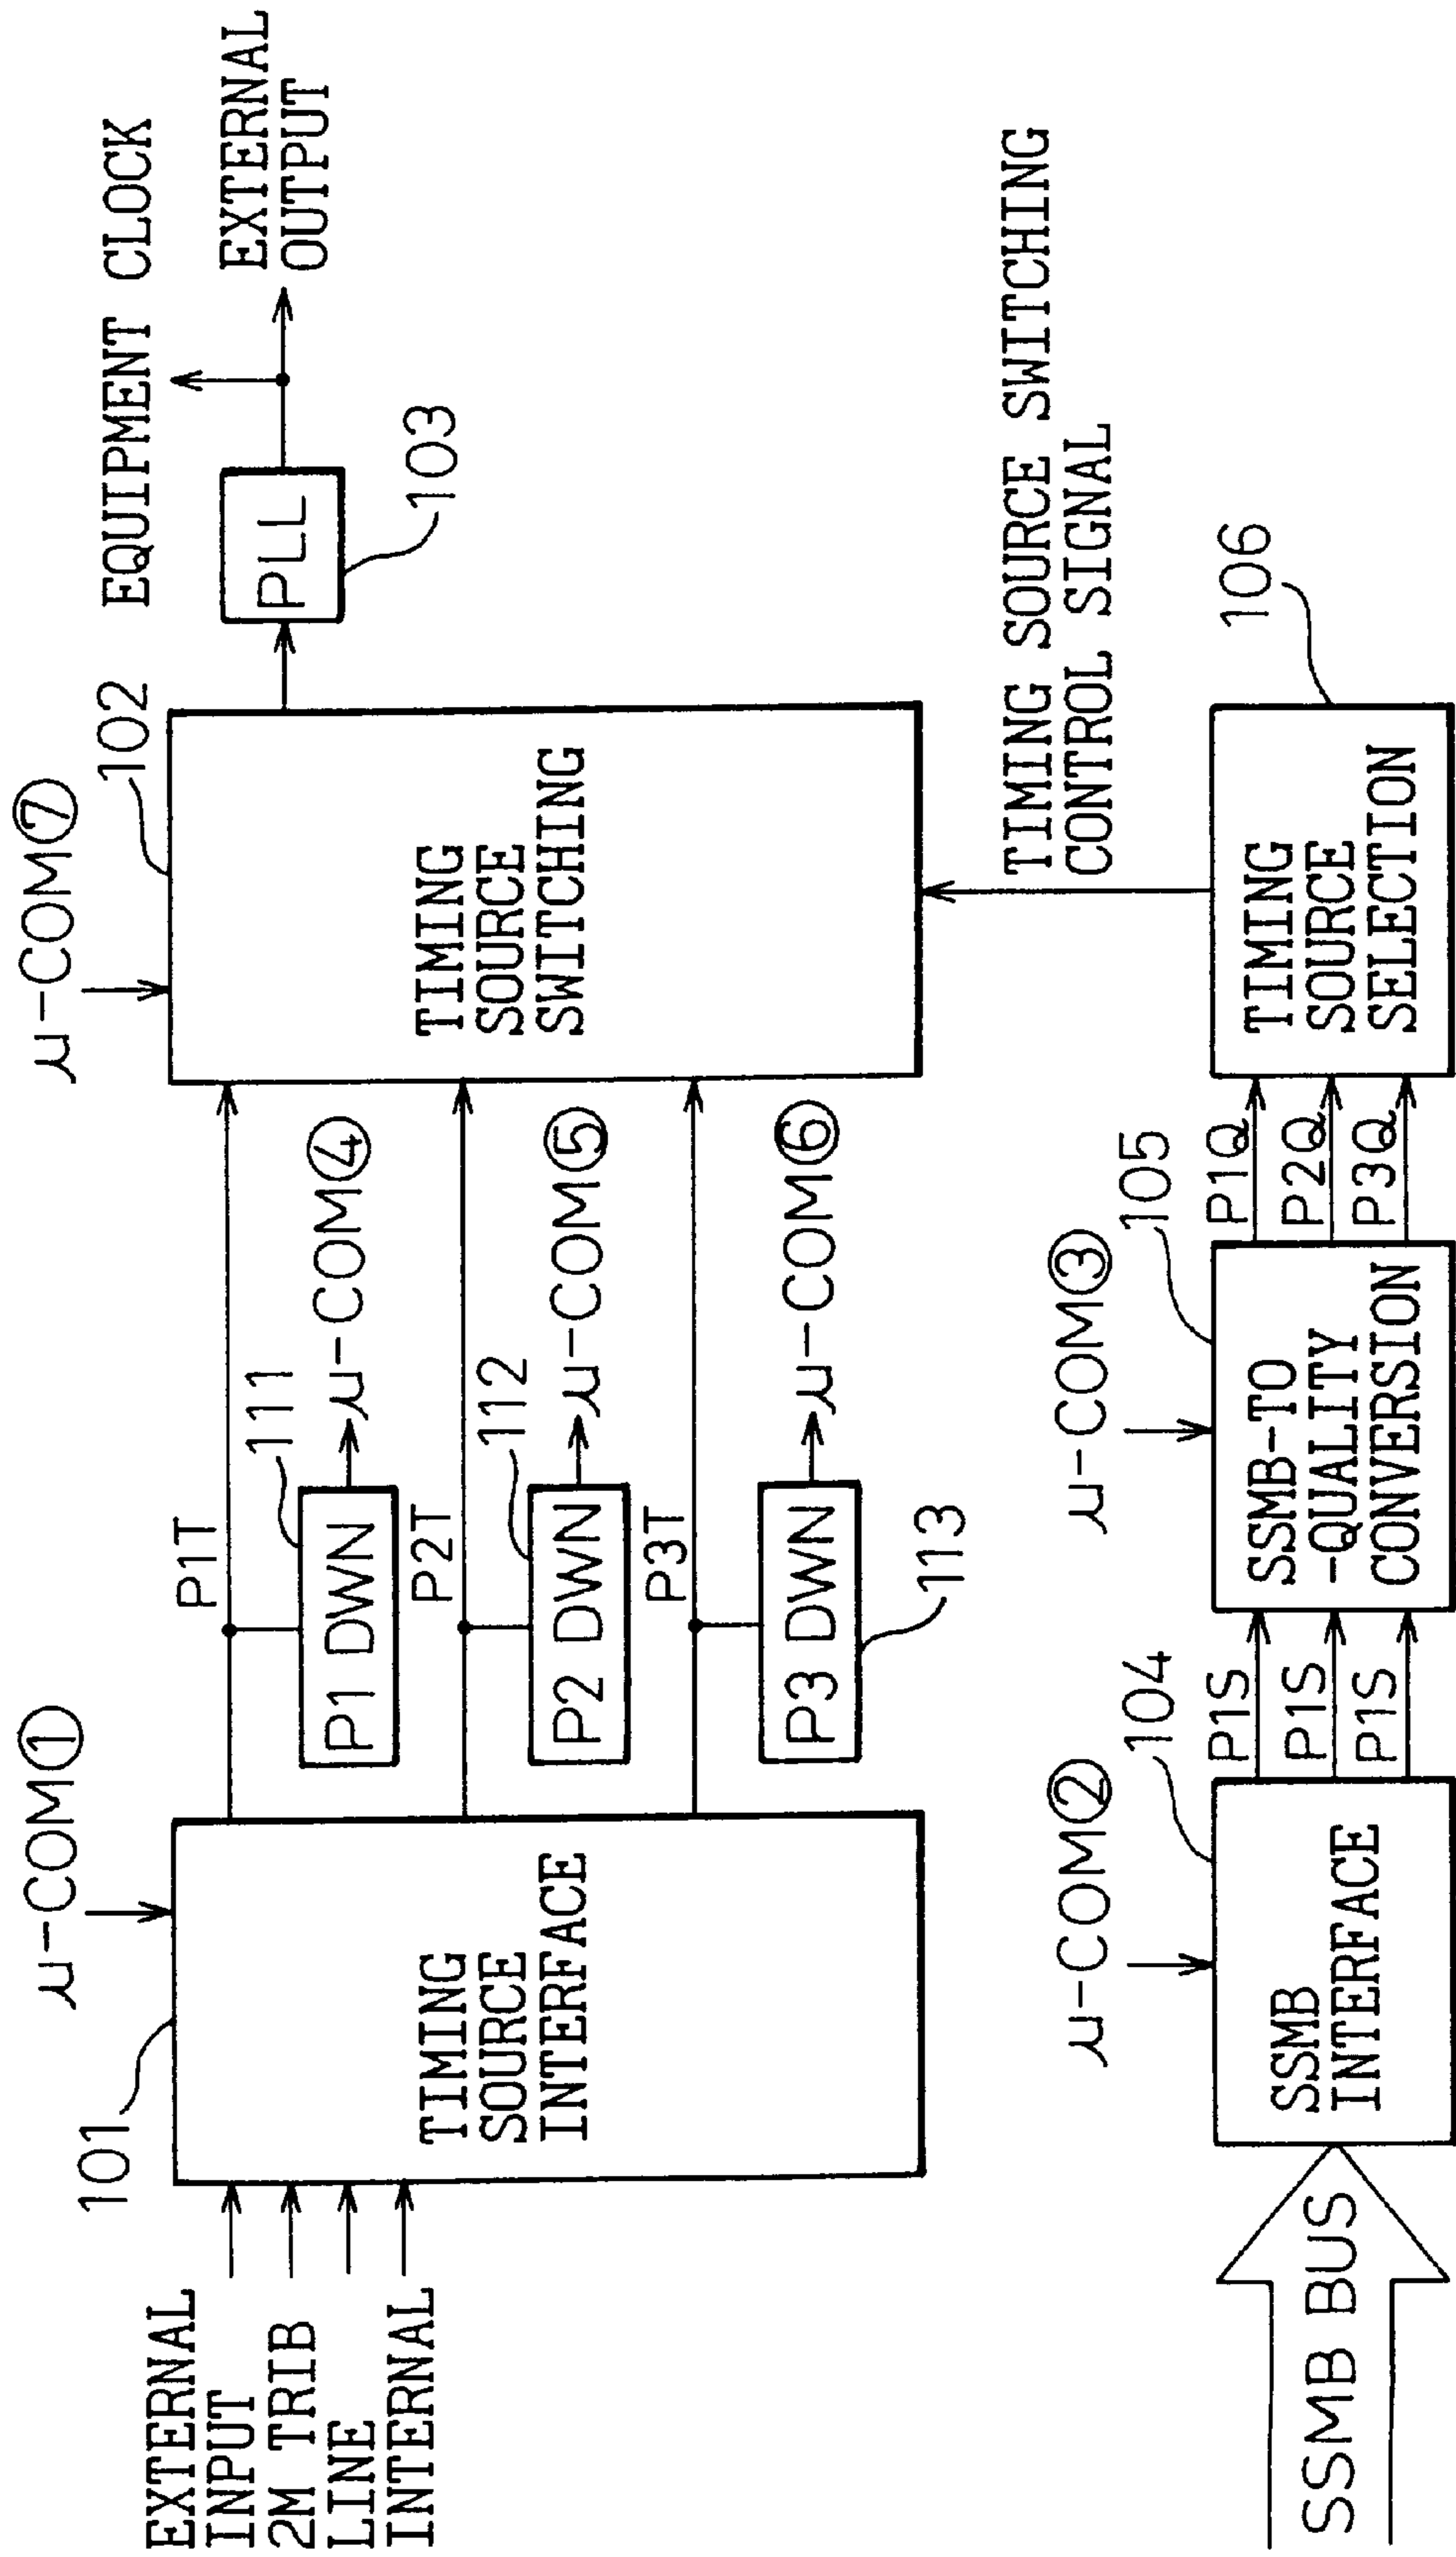 EXTERNAL
INPUT
2M TRIB
LINE
INTERNAL
101
μ-COM①
TIMING
SOURCE
INTERFACE
P1T
111
P1 DWN
μ-COM④
P2T
112
P2 DWN
μ-COM⑤
P3T
P3 DWN
113
μ-COM⑥
μ-COM⑦
102
TIMING
SOURCE
SWITCHING
PLL
103
EQUIPMENT CLOCK
EXTERNAL
OUTPUT
TIMING SOURCE SWITCHING
CONTROL SIGNAL
SSMB BUS
μ-COM②
104
SSMB
INTERFACE
P1S
P1S
P1S
μ-COM③
105
SSMB-TO
-QUALITY
CONVERSION
P1Q
P2Q
P3Q
106
TIMING
SOURCE
SELECTION